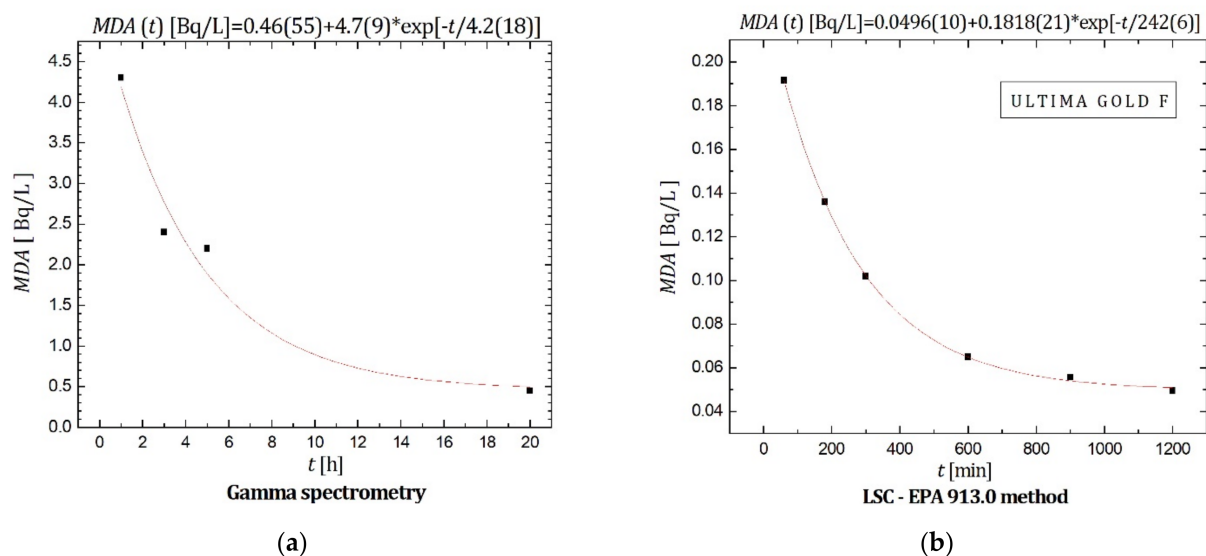 MDA (t) [Bq/L]=0.46(55)+4.7(9)*exp[-t/4.2(18)]
4.5
4.0
3.5
3.0
2.5
2.0
1.5
1.0
0.5
0.0
MDA [ Bq/L ]
0 2 4 6 8 10 12 14 16 18 20
t [h]
Gamma spectrometry
(a)
MDA (t) [Bq/L]=0.0496(10)+0.1818(21)*exp[-t/242(6)]
0.20
0.18
0.16
0.14
0.12
0.10
0.08
0.06
0.04
MDA [ Bq/L ]
ULTIMA GOLD F
0 200 400 600 800 1000 1200
t [min]
LSC - EPA 913.0 method
(b)